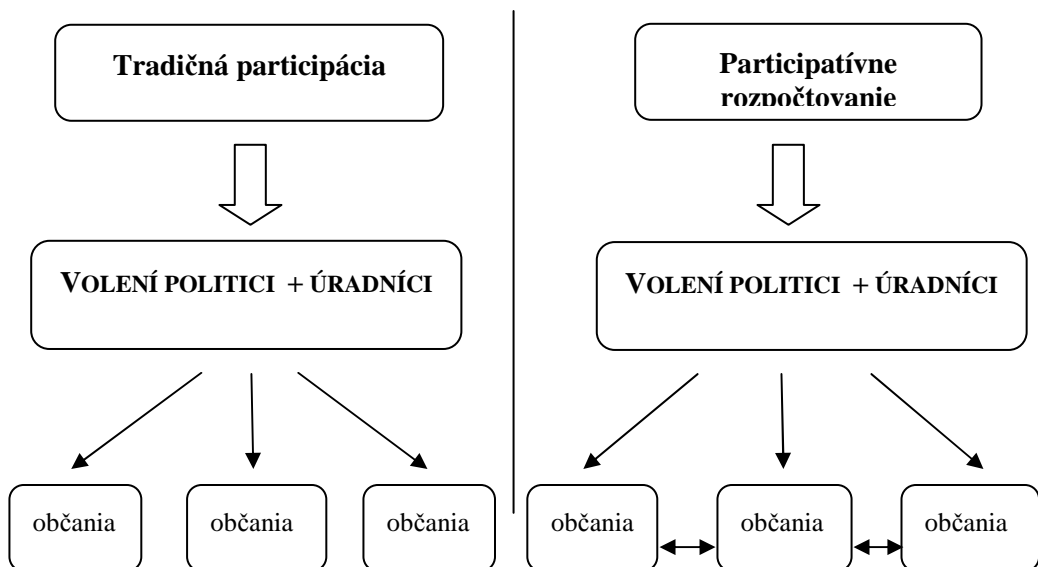 Tradičná participácia
VOLENÍ POLITICI + ÚRADNÍCI
občania
občania
občania
Participatívne
rozpočtovanie
VOLENÍ POLITICI + ÚRADNÍCI
občania
občania
občania